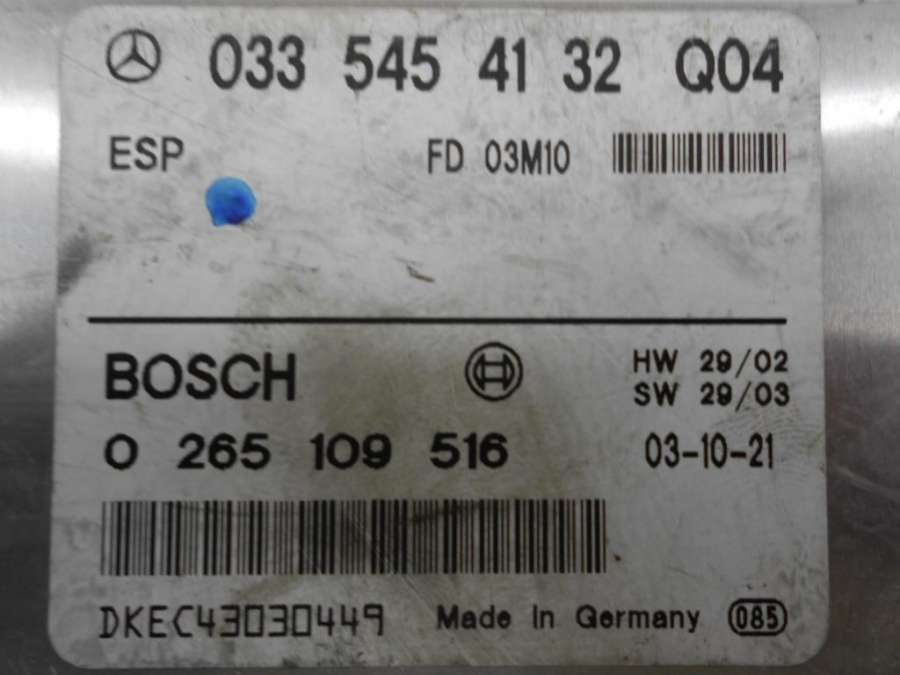 033 545 41 32 Q04
ESP FD 03M10
BOSCH HW 29/02
SW 29/03
0 265 109 516 03-10-21
DKEC43030449 Made In Germany 085